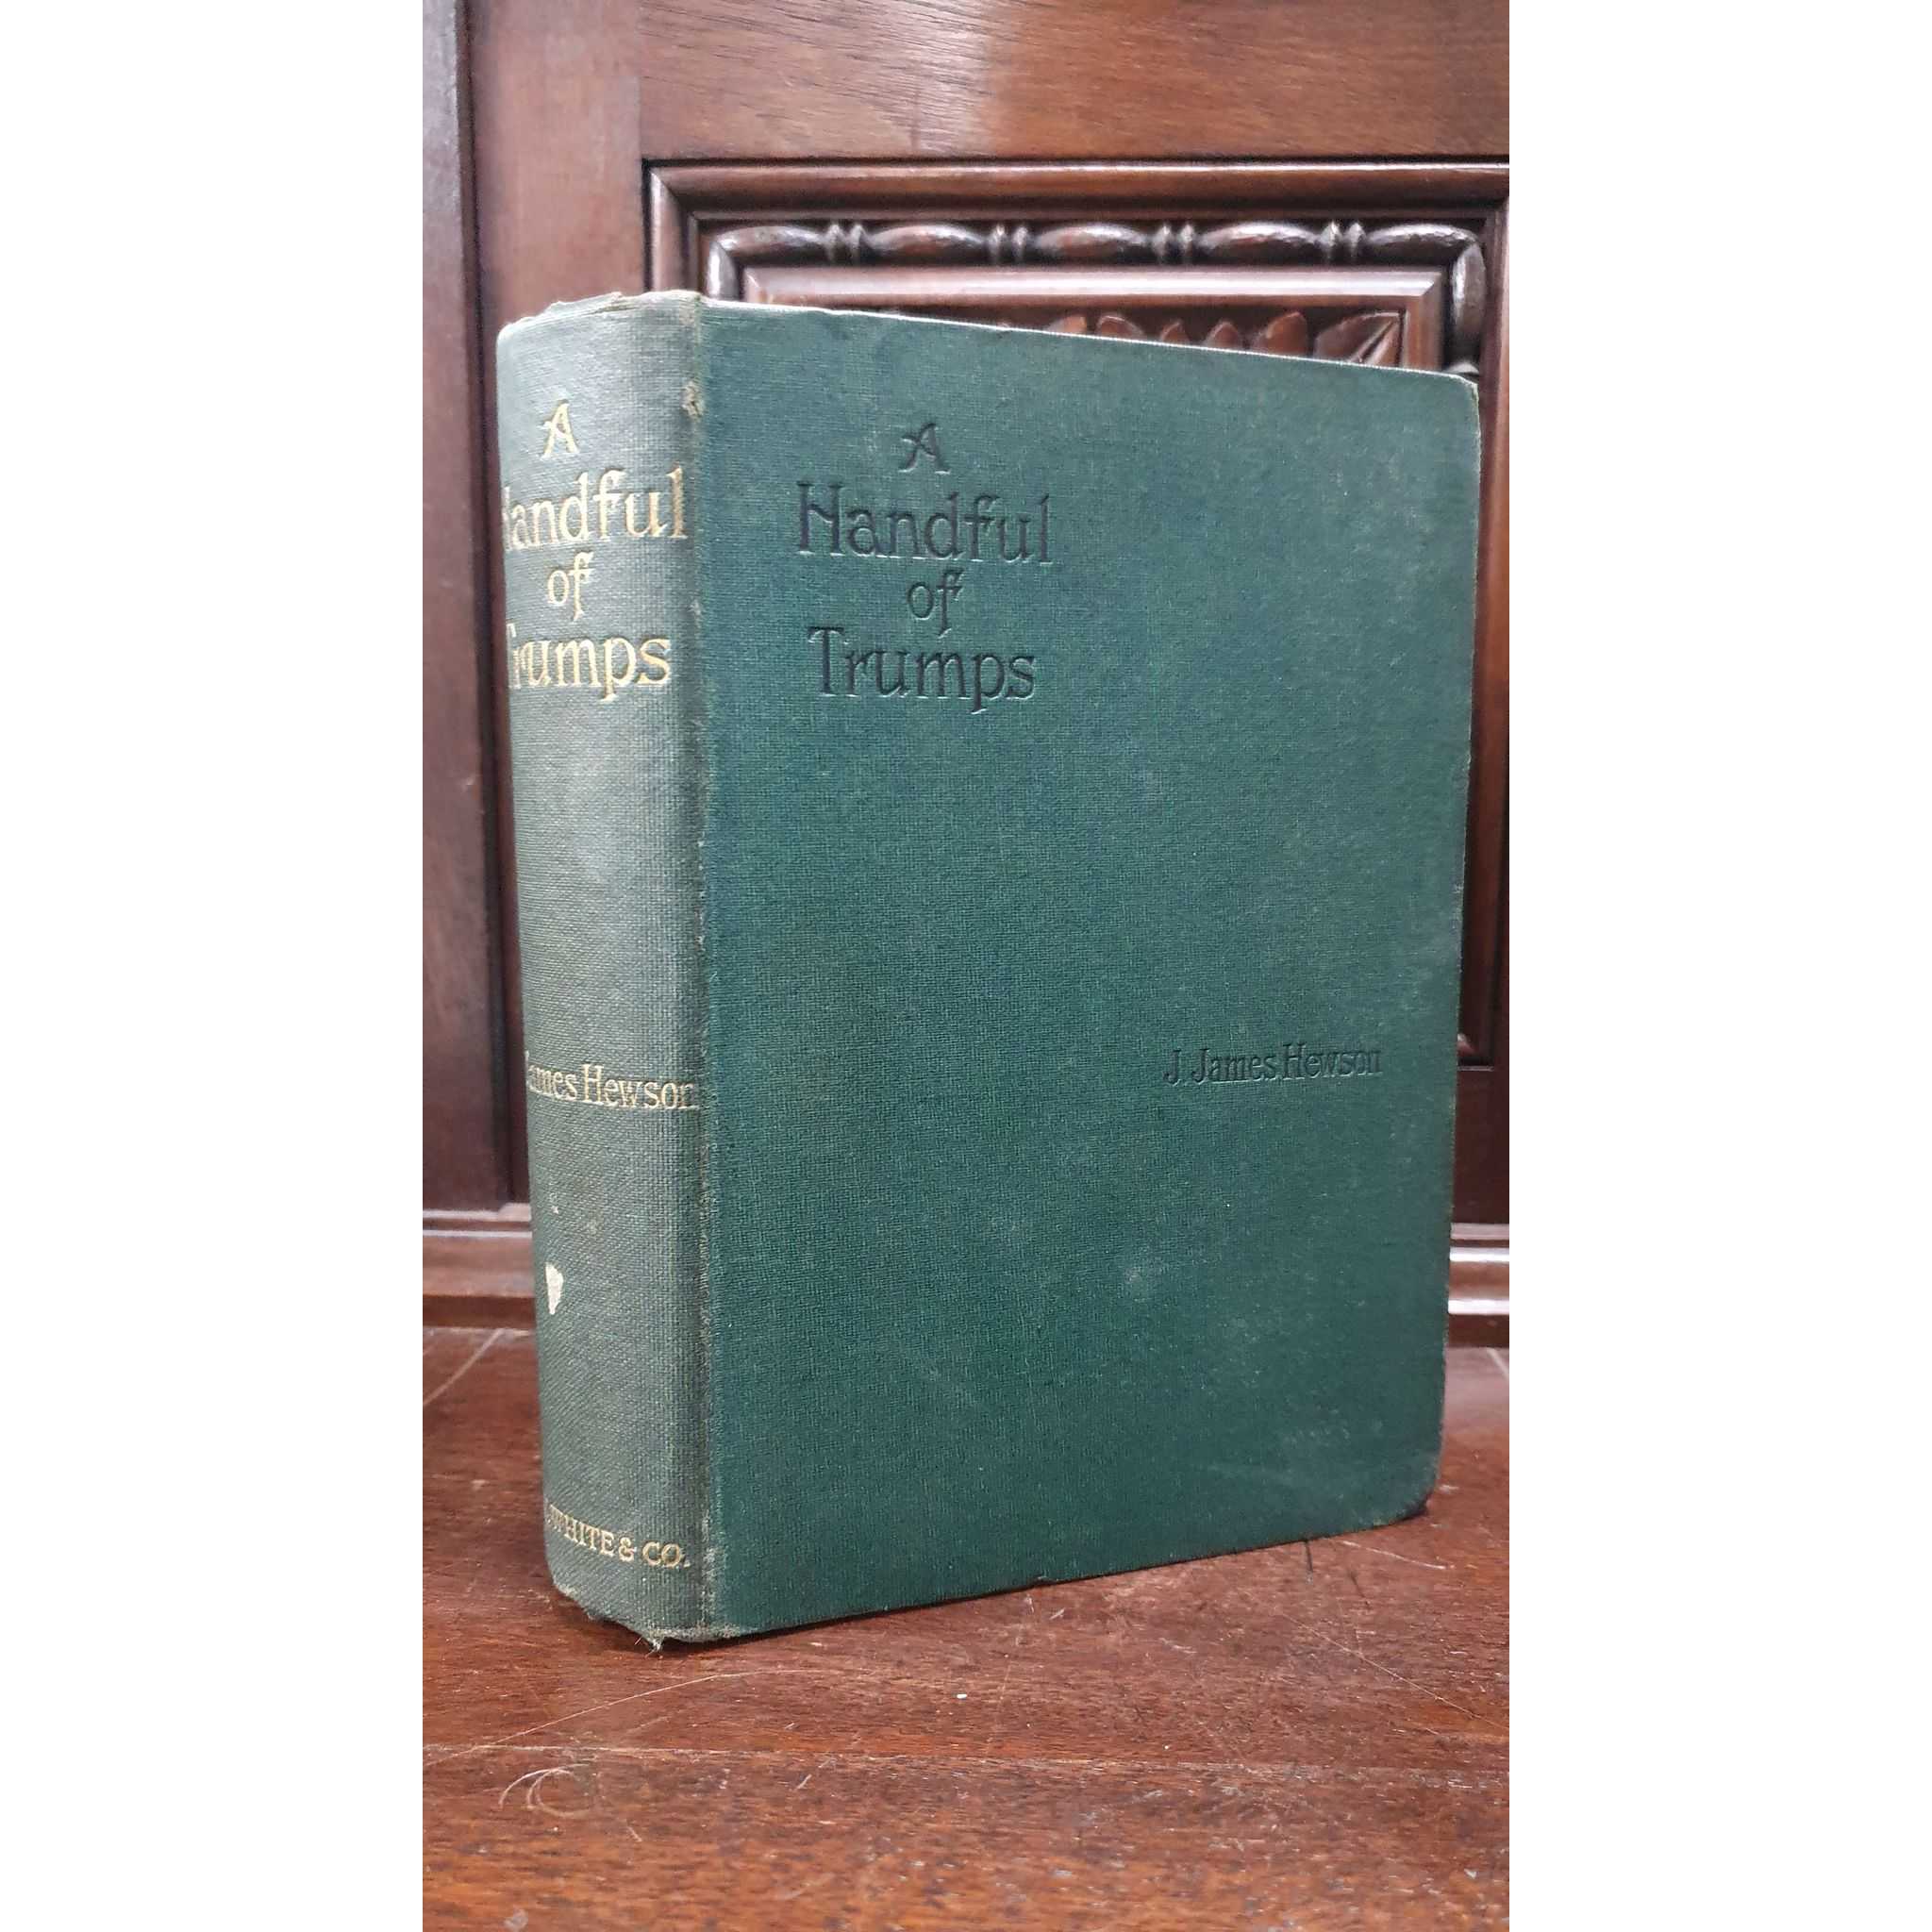 A
Handful
of
Trumps
James Hewson
WHITE & CO.
A
Handful
of
Trumps
J. James Hewson